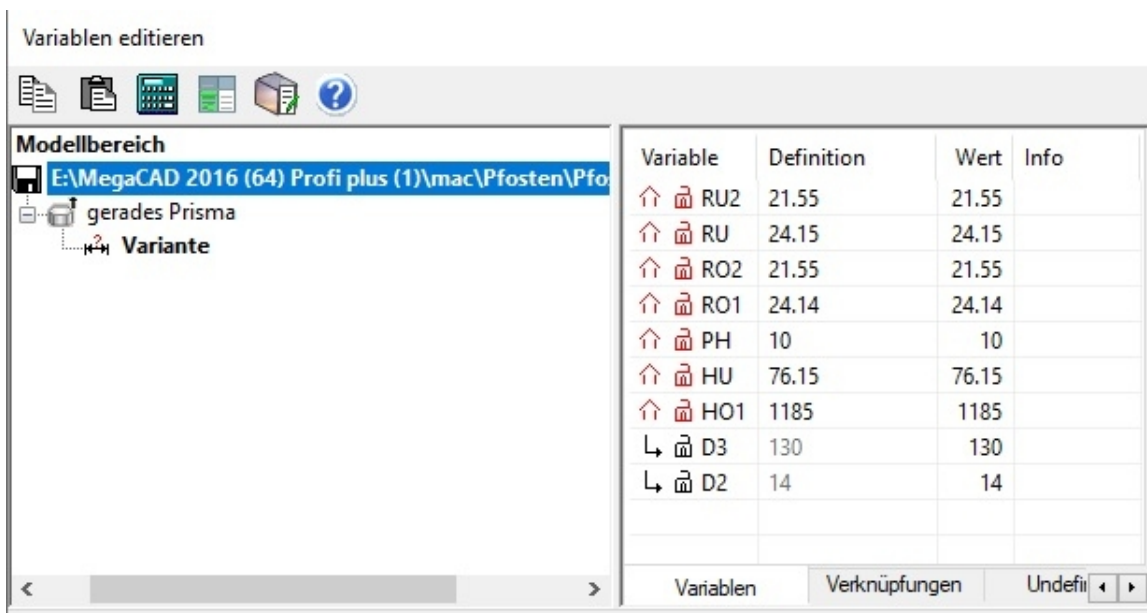 Variablen editieren
Modellbereich
E:\MegaCAD 2016 (64) Profi plus (1)\mac\Pfosten\Pfo
gerades Prisma
Variante
Variable Definition Wert Info
RU2 21.55 21.55
RU 24.15 24.15
RO2 21.55 21.55
RO1 24.14 24.14
PH 10 10
HU 76.15 76.15
HO1 1185 1185
D3 130 130
D2 14 14
Variablen Verknüpfungen Undefi